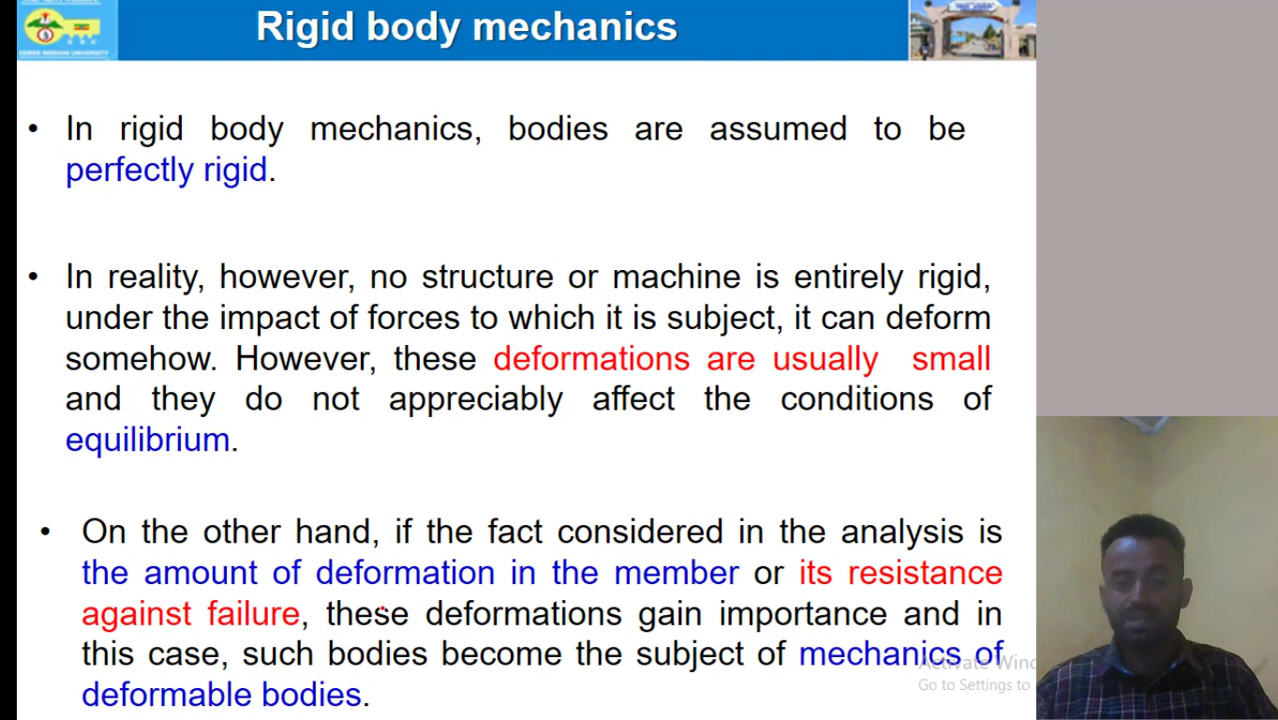 Rigid body mechanics
DEBRE BERHAN UNIVERSITY
• In rigid body mechanics, bodies are assumed to be
perfectly rigid.
• In reality, however, no structure or machine is entirely rigid,
under the impact of forces to which it is subject, it can deform
somehow. However, these deformations are usually small
and they do not appreciably affect the conditions of
equilibrium.
• On the other hand, if the fact considered in the analysis is
the amount of deformation in the member or its resistance
against failure, these deformations gain importance and in
this case, such bodies become the subject of mechanics of
deformable bodies.
Activate Wind
Go to Settings to